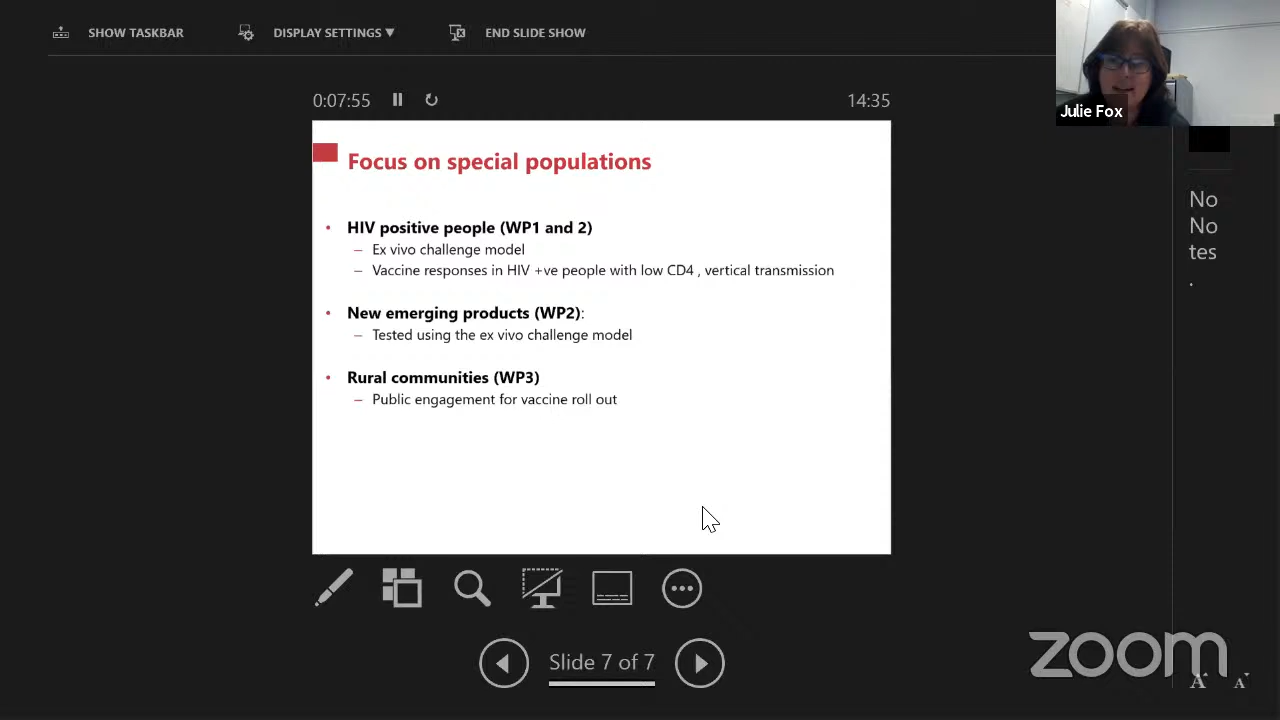 SHOW TASKBAR
DISPLAY SETTINGS ▼
END SLIDE SHOW
Julie Fox
0:07:55
14:35
Focus on special populations
• HIV positive people (WP1 and 2)
– Ex vivo challenge model
– Vaccine responses in HIV +ve people with low CD4 , vertical transmission
• New emerging products (WP2):
– Tested using the ex vivo challenge model
• Rural communities (WP3)
– Public engagement for vaccine roll out
No
No
tes
.
Slide 7 of 7
zoom
A A